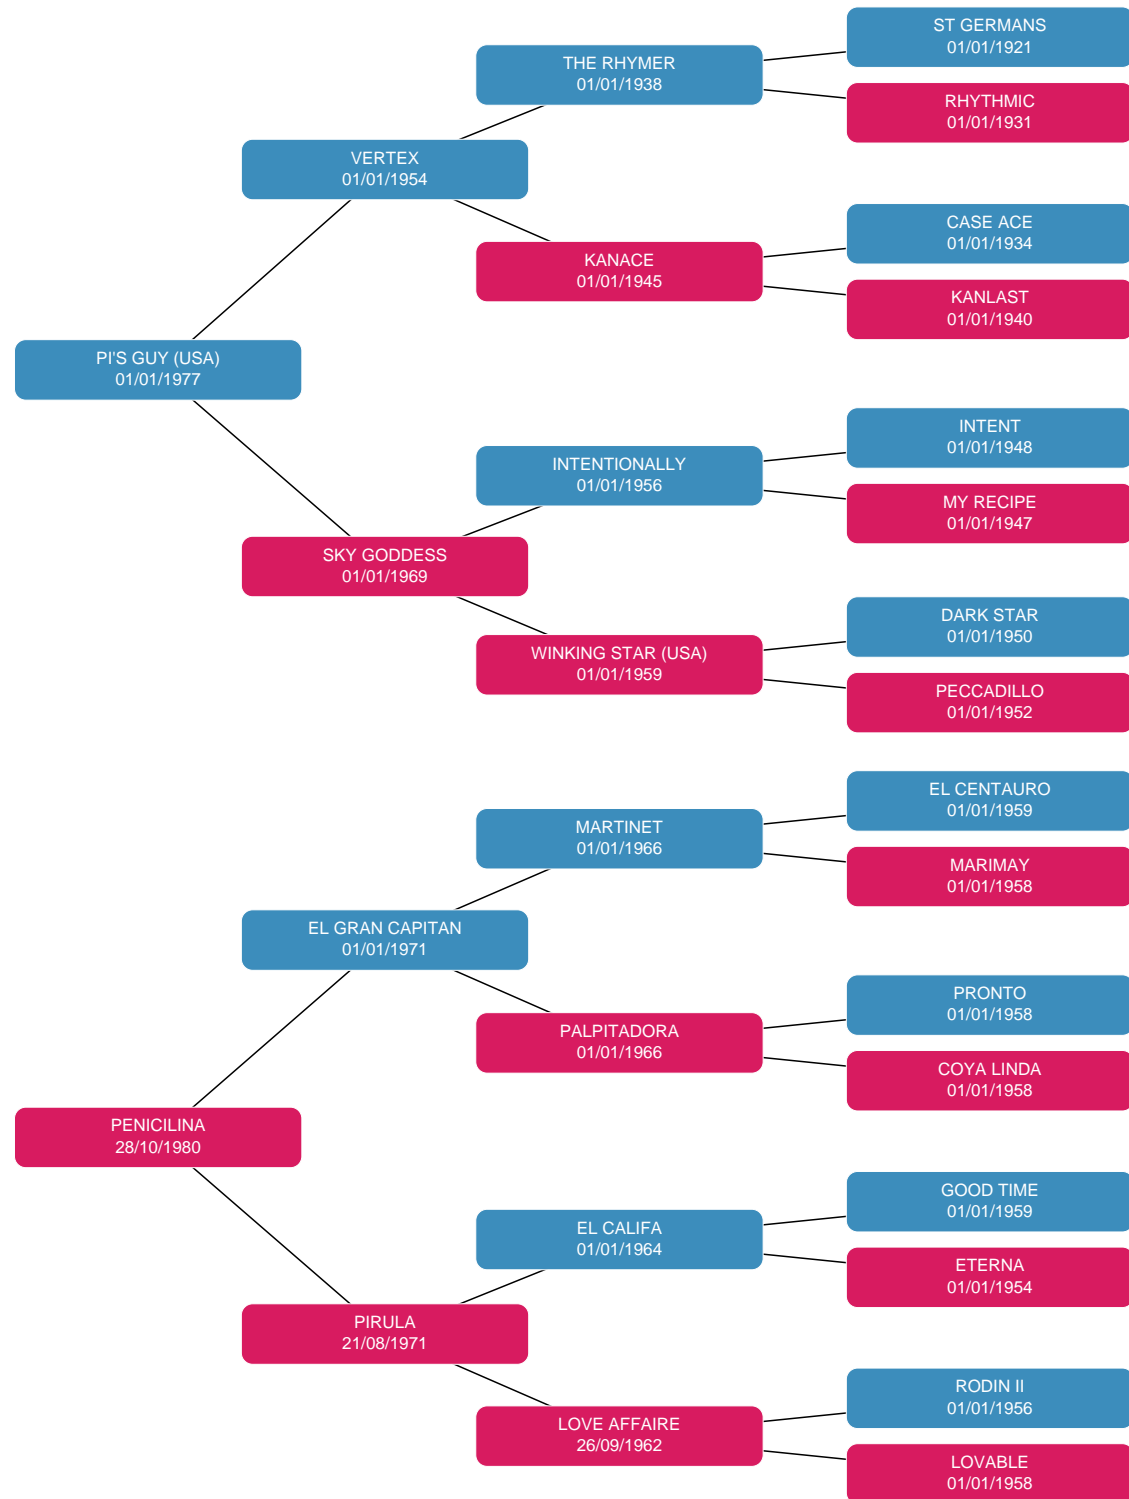 ST GERMANS
01/01/1921
THE RHYMER
01/01/1938
RHYTHMIC
01/01/1931
VERTEX
01/01/1954
CASE ACE
01/01/1934
KANACE
01/01/1945
KANLAST
01/01/1940
PI'S GUY (USA)
01/01/1977
INTENT
01/01/1948
INTENTIONALLY
01/01/1956
MY RECIPE
01/01/1947
SKY GODDESS
01/01/1969
DARK STAR
01/01/1950
WINKING STAR (USA)
01/01/1959
PECCADILLO
01/01/1952
EL CENTAURO
01/01/1959
MARTINET
01/01/1966
MARIMAY
01/01/1958
EL GRAN CAPITAN
01/01/1971
PRONTO
01/01/1958
PALPITADORA
01/01/1966
COYA LINDA
01/01/1958
PENICILINA
28/10/1980
GOOD TIME
01/01/1959
EL CALIFA
01/01/1964
ETERNA
01/01/1954
PIRULA
21/08/1971
RODIN II
01/01/1956
LOVE AFFAIRE
26/09/1962
LOVABLE
01/01/1958